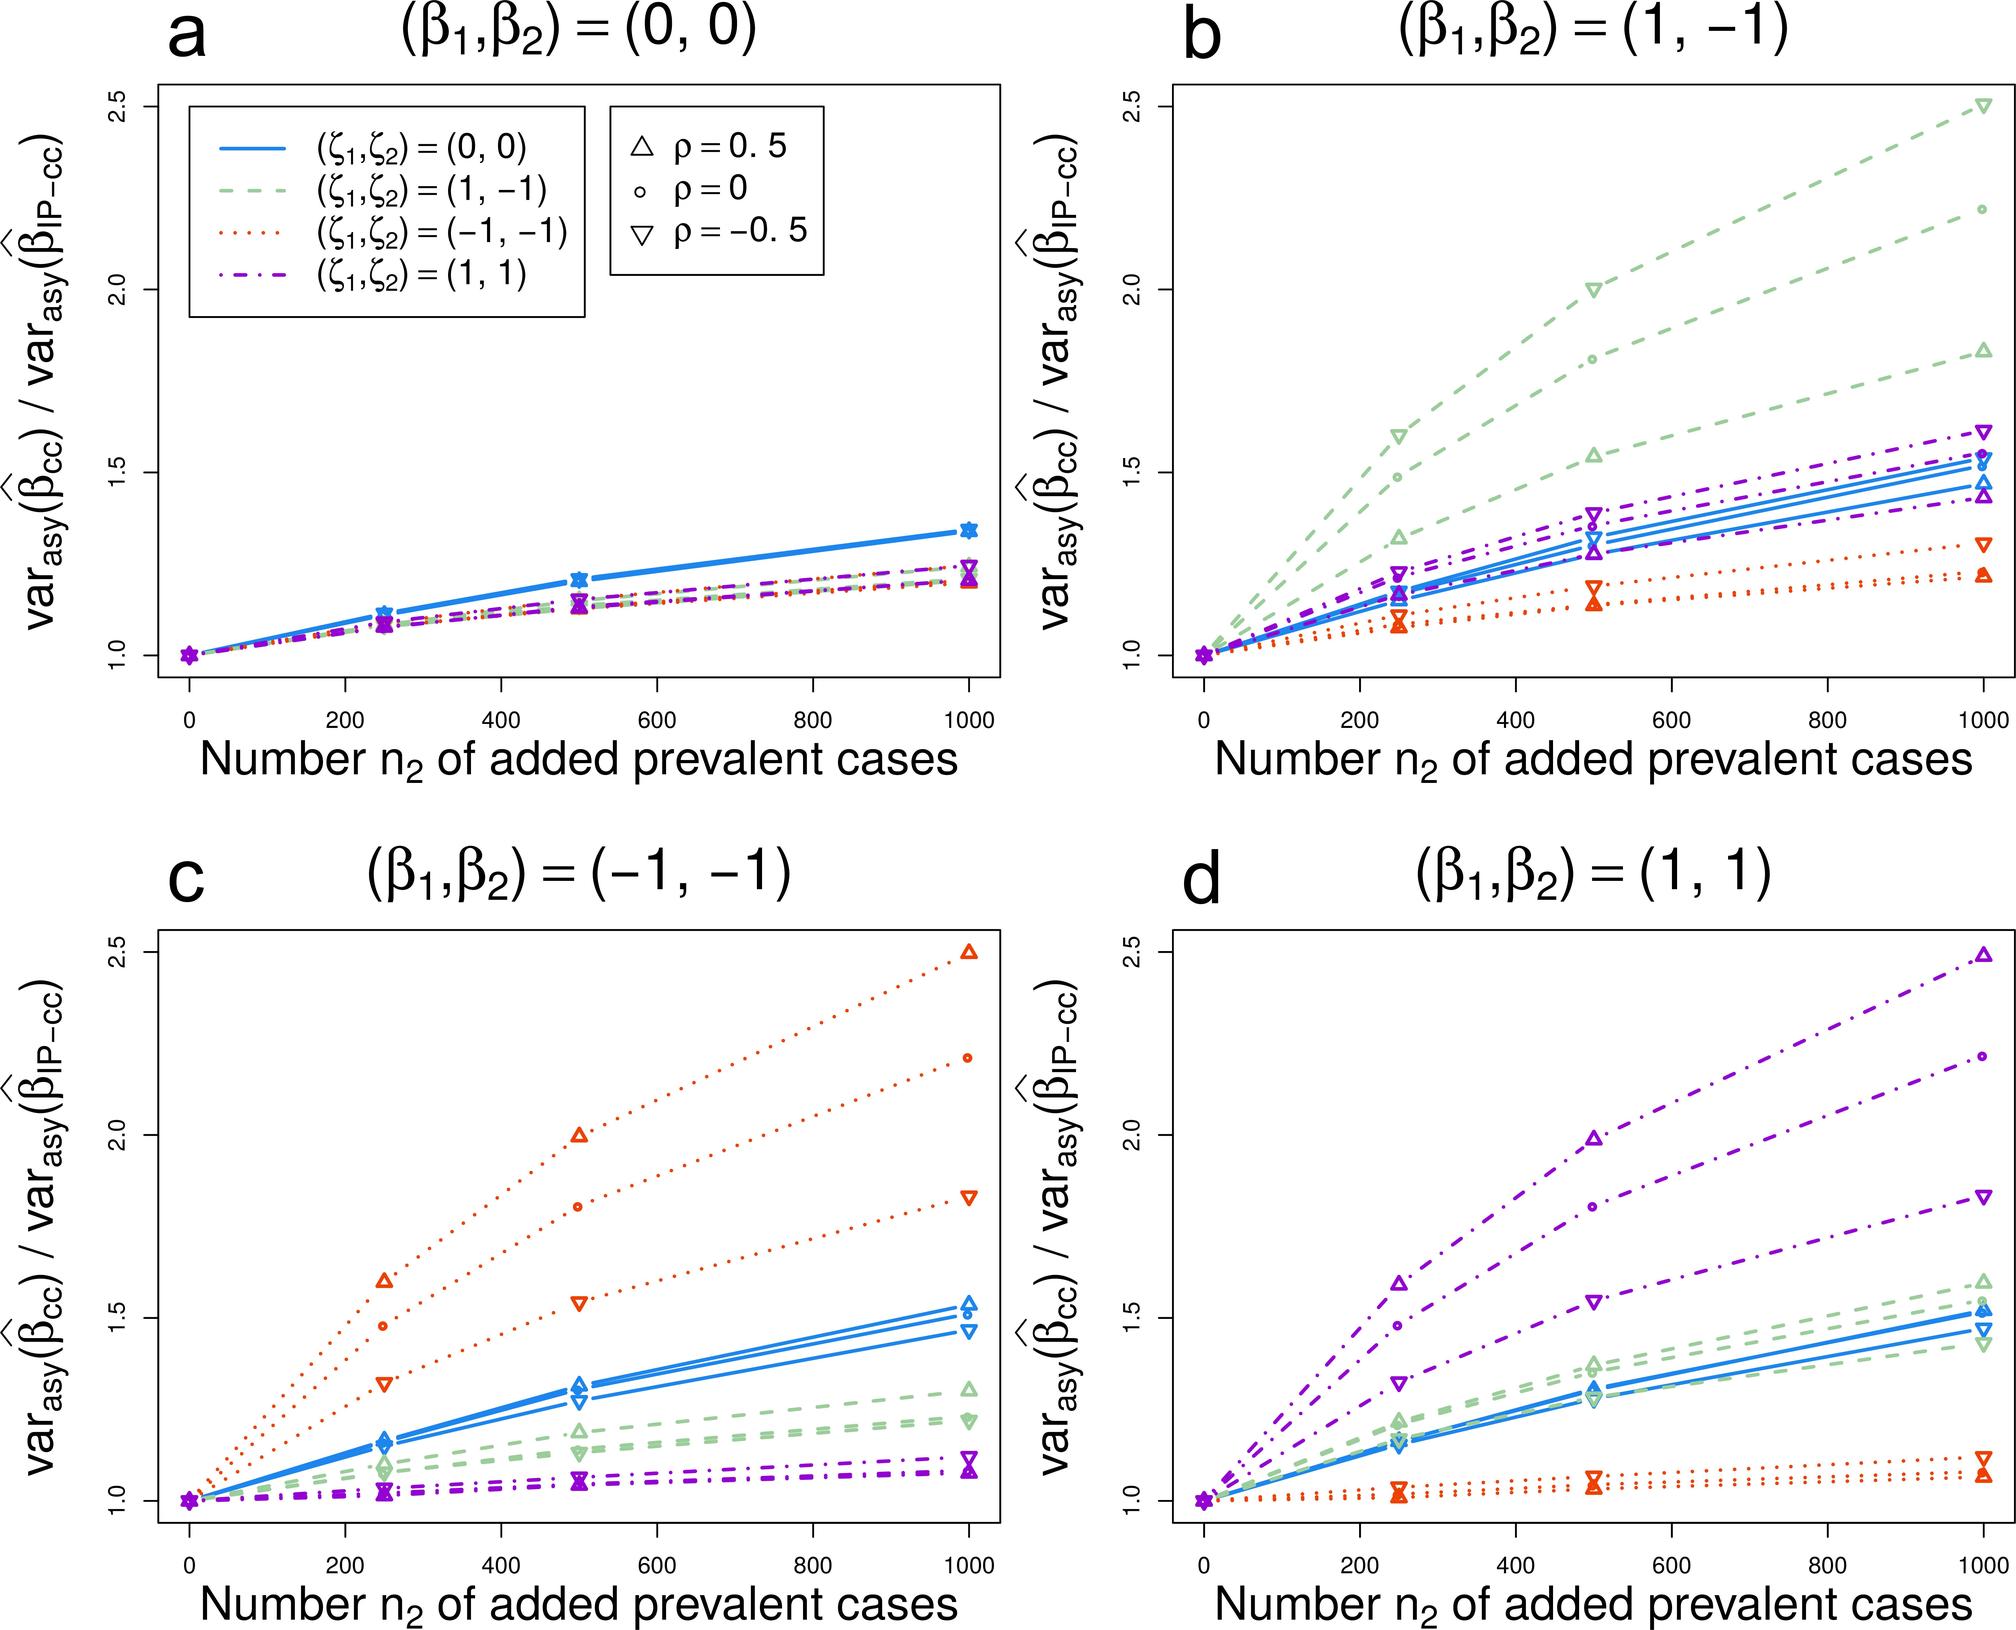 a (β1,β2) = (0, 0)
varasy(β̂cc) / varasy(β̂IP−cc)
2.5
2.0
1.5
1.0
(ζ1,ζ2) = (0, 0)
(ζ1,ζ2) = (1, −1)
(ζ1,ζ2) = (−1, −1)
(ζ1,ζ2) = (1, 1)
ρ = 0. 5
ρ = 0
ρ = −0. 5
0 200 400 600 800 1000
Number n2 of added prevalent cases
b (β1,β2) = (1, −1)
varasy(β̂cc) / varasy(β̂IP−cc)
2.5
2.0
1.5
1.0
0 200 400 600 800 1000
Number n2 of added prevalent cases
c (β1,β2) = (−1, −1)
varasy(β̂cc) / varasy(β̂IP−cc)
2.5
2.0
1.5
1.0
0 200 400 600 800 1000
Number n2 of added prevalent cases
d (β1,β2) = (1, 1)
varasy(β̂cc) / varasy(β̂IP−cc)
2.5
2.0
1.5
1.0
0 200 400 600 800 1000
Number n2 of added prevalent cases